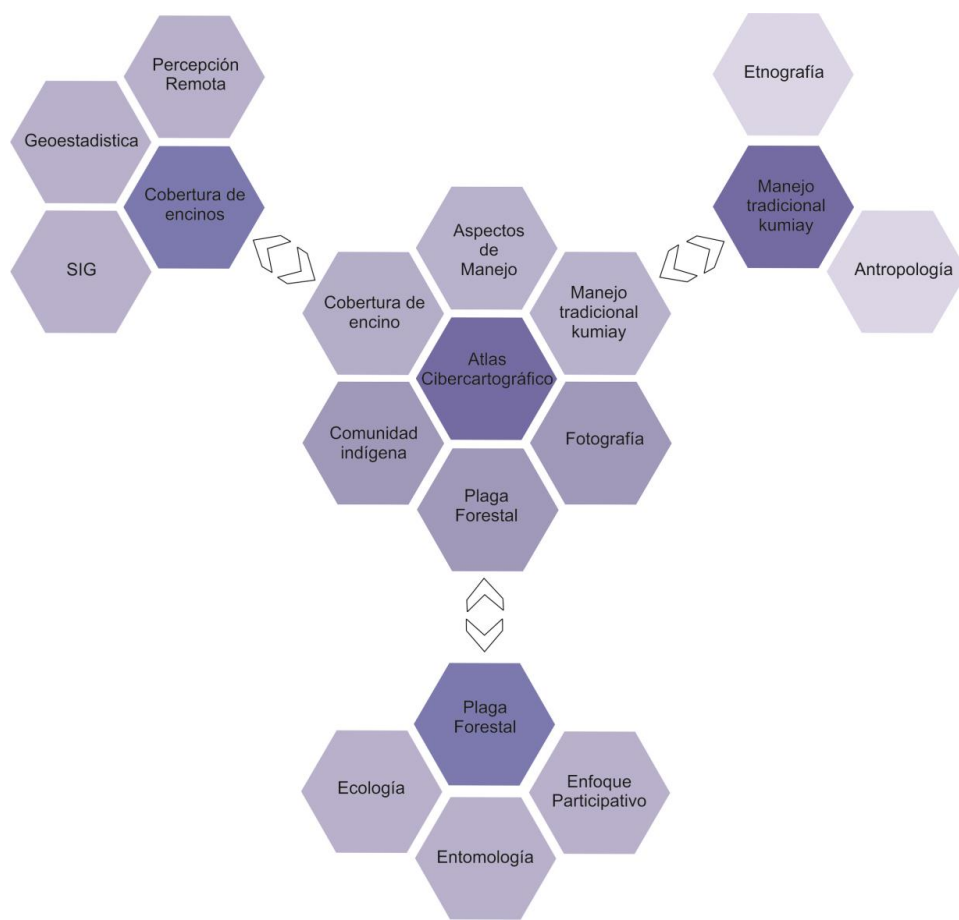 Percepción
Remota
Geoestadistica
Cobertura de
encinos
SIG
Etnografía
Manejo
tradicional
kumiay
Antropología
Aspectos
de
Manejo
Cobertura de
encino
Manejo
tradicional
kumiay
Atlas
Cibercartográfico
Comunidad
indígena
Fotografía
Plaga
Forestal
Plaga
Forestal
Ecología
Enfoque
Participativo
Entomología